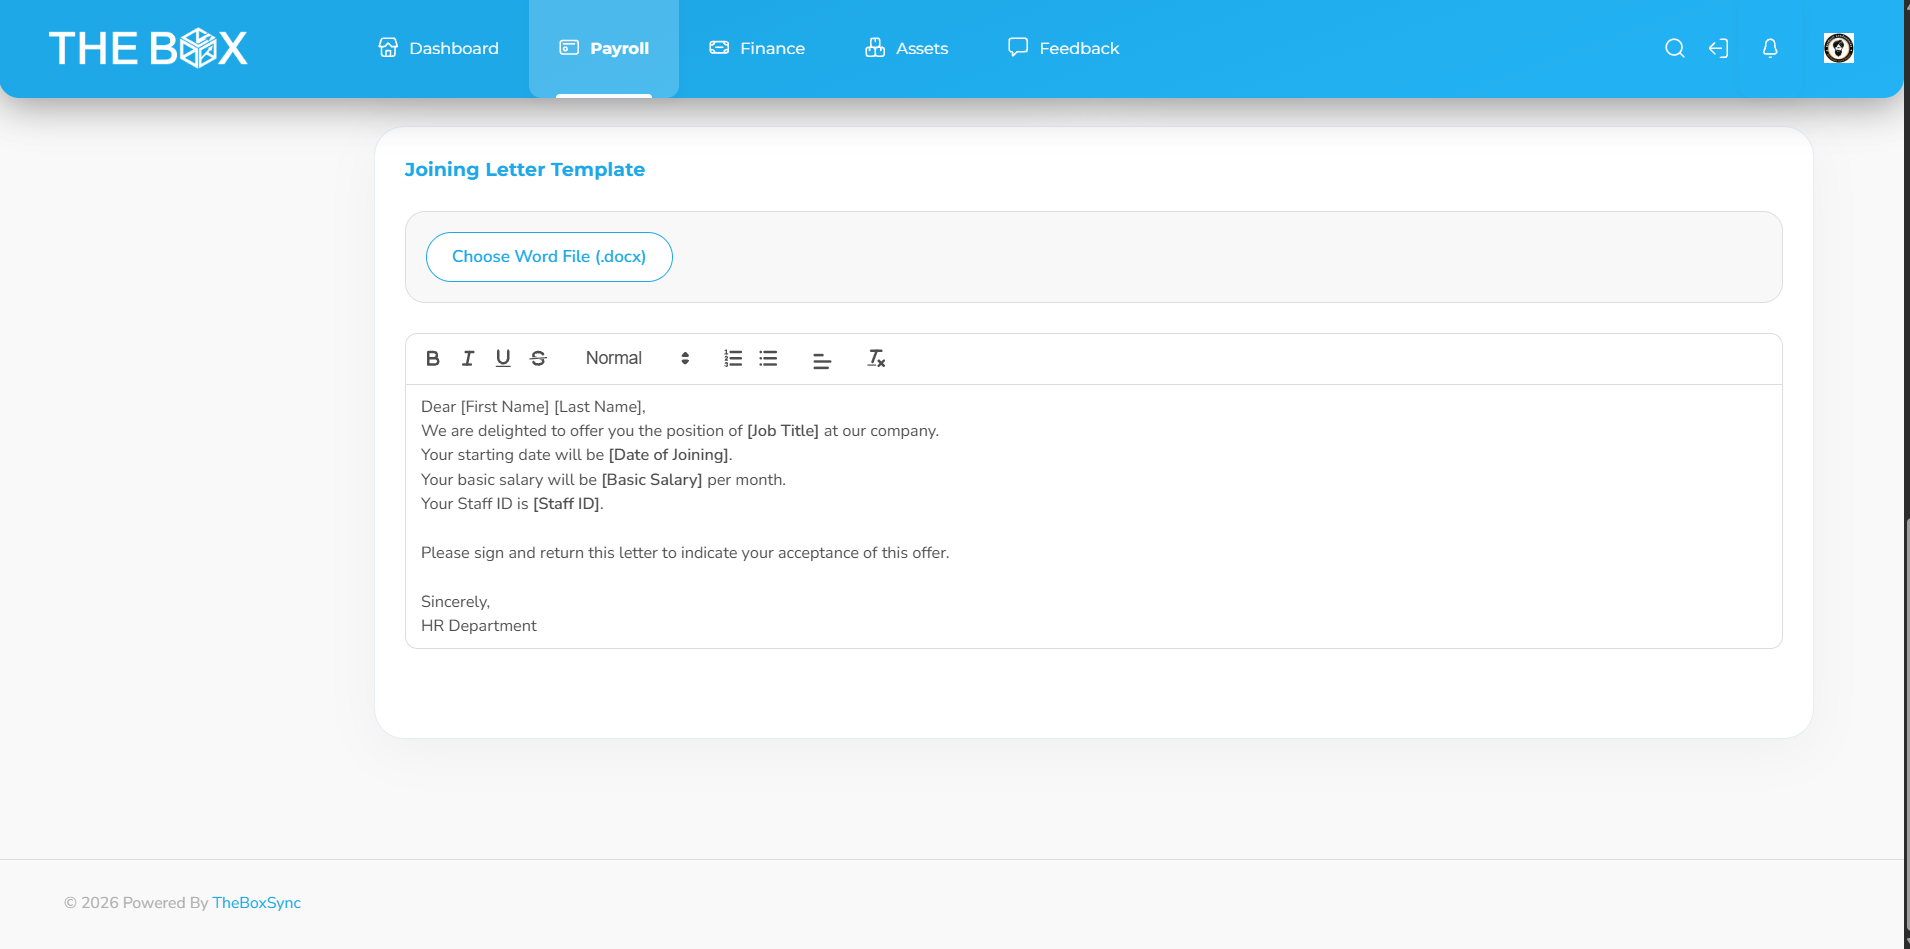 THE BOX
Dashboard
Payroll
Finance
Assets
Feedback
Joining Letter Template
Choose Word File (.docx)
Normal
Dear [First Name] [Last Name],
We are delighted to offer you the position of [Job Title] at our company.
Your starting date will be [Date of Joining].
Your basic salary will be [Basic Salary] per month.
Your Staff ID is [Staff ID].
Please sign and return this letter to indicate your acceptance of this offer.
Sincerely,
HR Department
© 2026 Powered By TheBoxSync